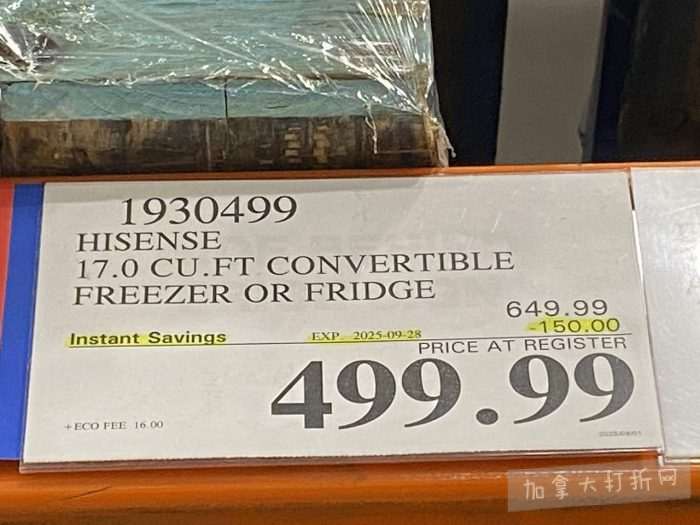 1930499
HISENSE
17.0 CU.FT CONVERTIBLE
FREEZER OR FRIDGE
649.99
Instant Savings EXP. 2025-09-28 -150.00
PRICE AT REGISTER
499.99
+ECO FEE 16.00
加拿大打折网